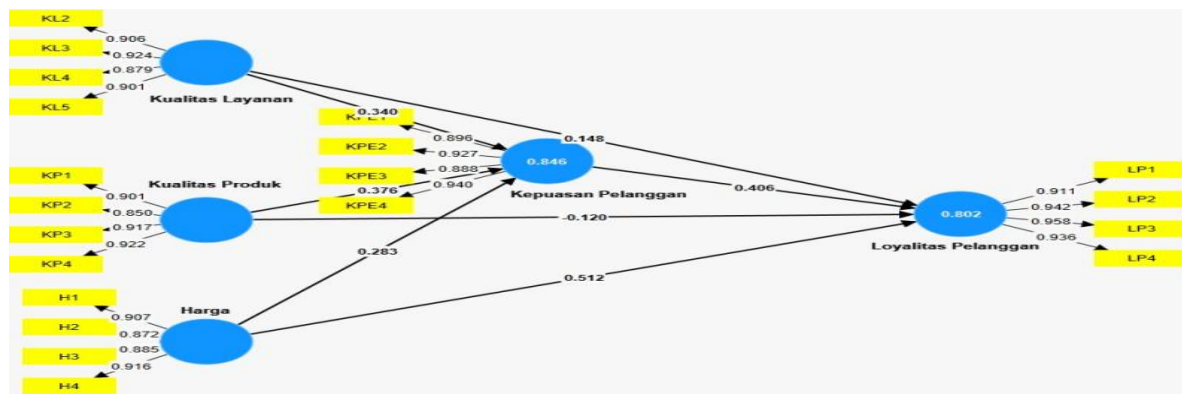 KL2
0.906
KL3
0.924
KL4
0.879
KL5
0.901
Kualitas Layanan
0.340
0.148
0.896
KPE2
0.927
KPE3
0.888
KPE4
0.940
0.846
Kepuasan Pelanggan
KP1
0.901
KP2
0.850
KP3
0.917
KP4
0.922
Kualitas Produk
0.376
-0.120
0.283
0.406
0.512
H1
0.907
H2
0.872
H3
0.885
H4
0.916
Harga
0.802
Loyalitas Pelanggan
LP1
0.911
LP2
0.942
LP3
0.958
LP4
0.936